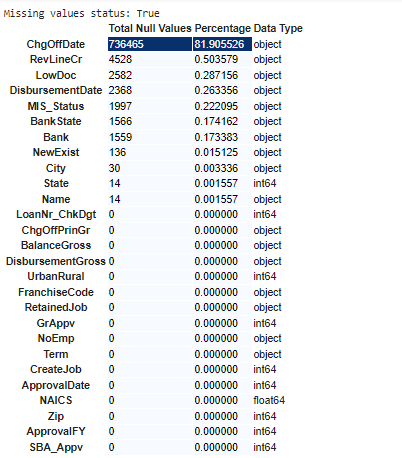 Missing values status: True
Total Null Values Percentage Data Type
ChgOffDate 736465 81.905526 object
RevLineCr 4528 0.503579 object
LowDoc 2582 0.287156 object
DisbursementDate 2368 0.263356 object
MIS_Status 1997 0.222095 object
BankState 1566 0.174162 object
Bank 1559 0.173383 object
NewExist 136 0.015125 object
City 30 0.003336 object
State 14 0.001557 int64
Name 14 0.001557 object
LoanNr_ChkDgt 0 0.000000 int64
ChgOffPrinGr 0 0.000000 object
BalanceGross 0 0.000000 object
DisbursementGross 0 0.000000 object
UrbanRural 0 0.000000 int64
FranchiseCode 0 0.000000 object
RetainedJob 0 0.000000 object
GrAppv 0 0.000000 int64
NoEmp 0 0.000000 object
Term 0 0.000000 object
CreateJob 0 0.000000 int64
ApprovalDate 0 0.000000 int64
NAICS 0 0.000000 float64
Zip 0 0.000000 int64
ApprovalFY 0 0.000000 int64
SBA_Appv 0 0.000000 int64